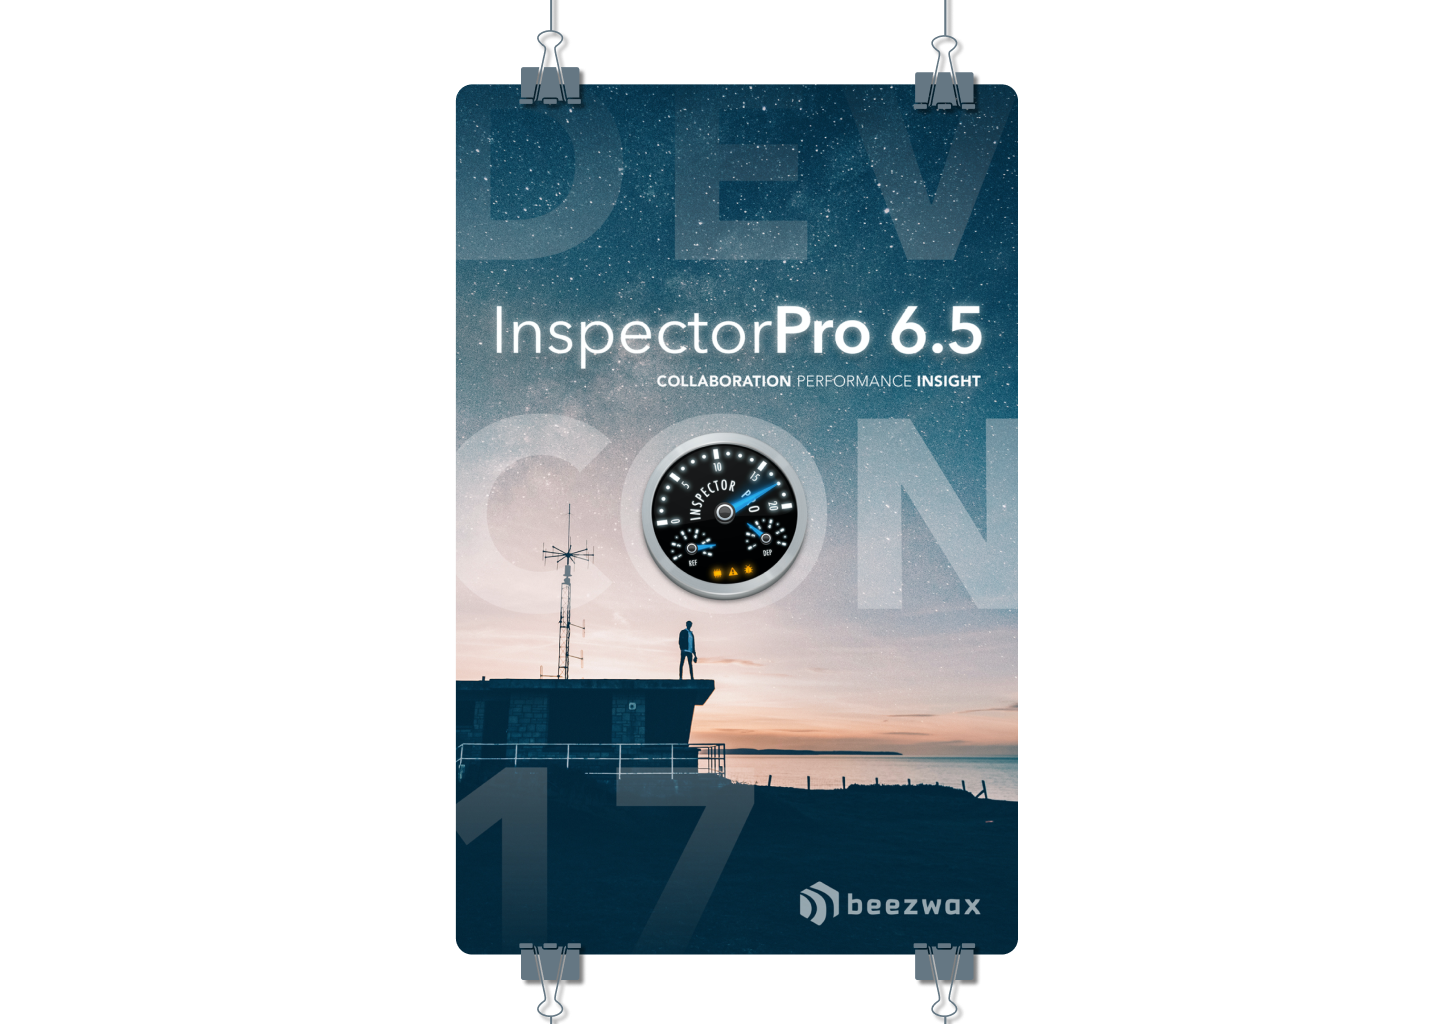 DEV
InspectorPro 6.5
COLLABORATION PERFORMANCE INSIGHT
CON
0 5 10 15 20
INSPECTOR PRO
REF
DEP
17
beezwax